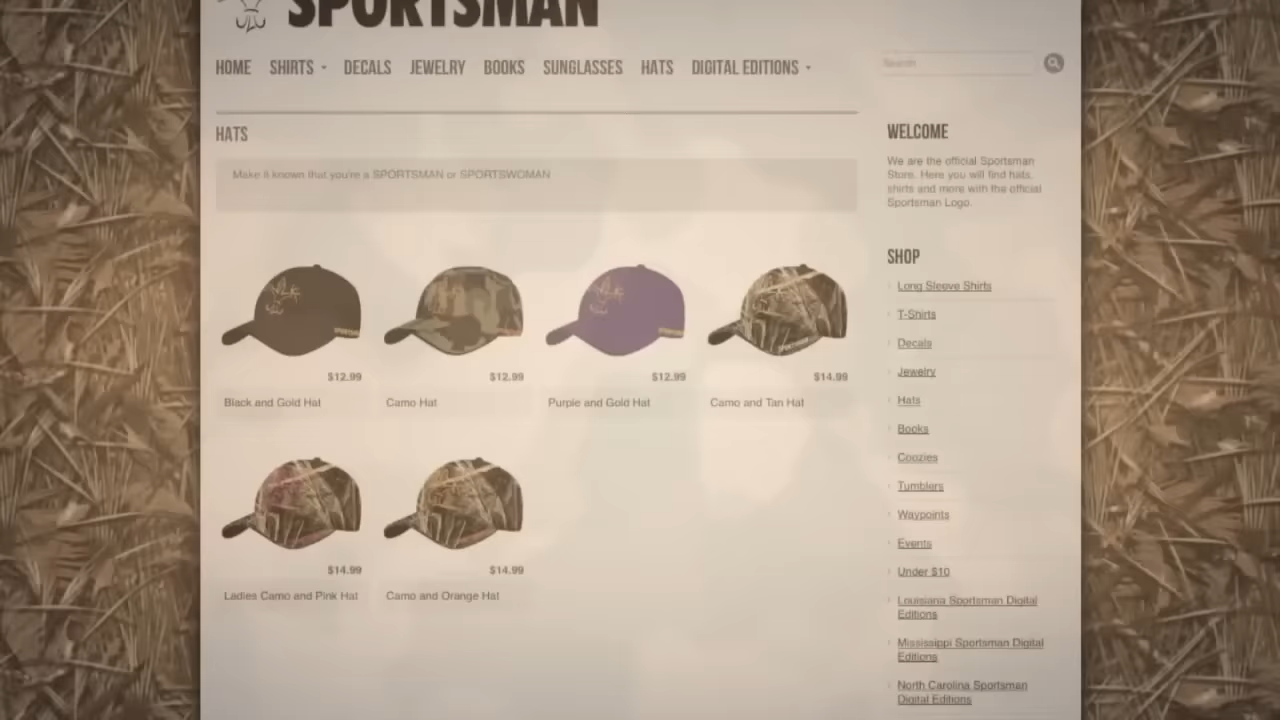 SPORTSMAN
HOME SHIRTS DECALS JEWELRY BOOKS SUNGLASSES HATS DIGITAL EDITIONS
Search
HATS
Make it known that you're a SPORTSMAN or SPORTSWOMAN
$12.99 $12.99 $12.99 $14.99
Black and Gold Hat Camo Hat Purple and Gold Hat Camo and Tan Hat
$14.99 $14.99
Ladies Camo and Pink Hat Camo and Orange Hat
WELCOME
We are the official Sportsman
Store. Here you will find hats,
shirts and more with the official
Sportsman Logo.
SHOP
Long Sleeve Shirts
T-Shirts
Decals
Jewelry
Hats
Books
Coozies
Tumblers
Waypoints
Events
Under $10
Louisiana Sportsman Digital
Editions
Mississippi Sportsman Digital
Editions
North Carolina Sportsman
Digital Editions